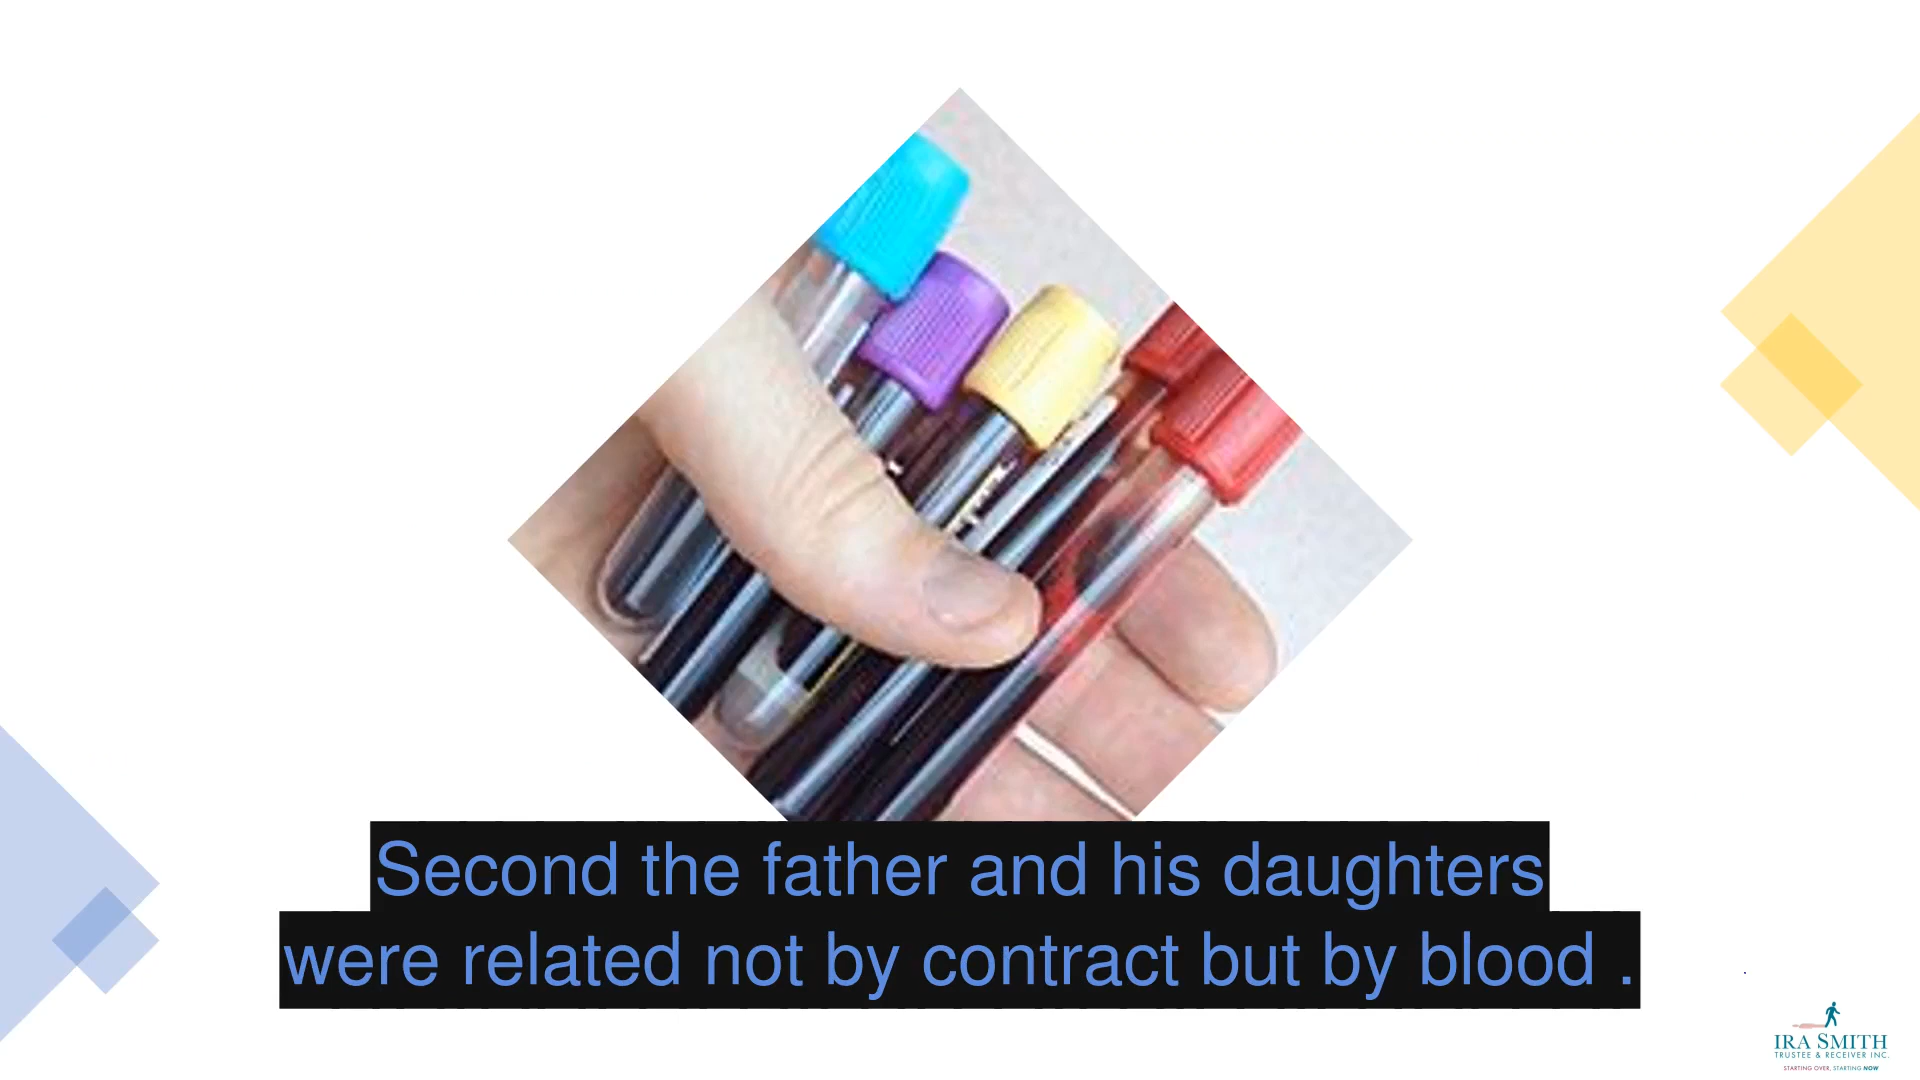 Second the father and his daughters
were related not by contract but by blood .
IRA SMITH
TRUSTEE & RECEIVER INC.
STARTING OVER, STARTING NOW